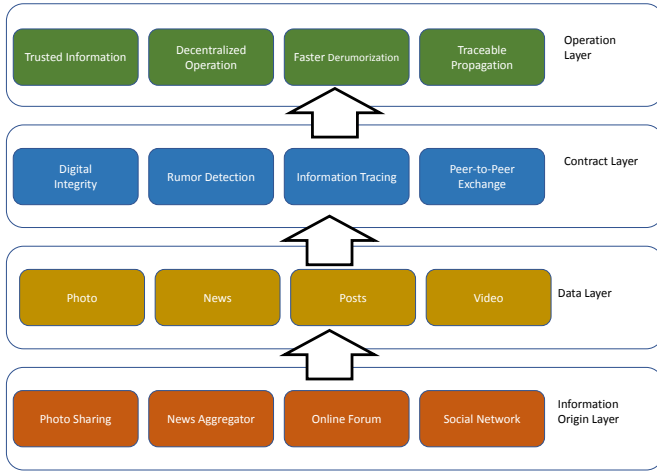 Trusted Information
Decentralized
Operation
Faster Derumorization
Traceable
Propagation
Operation
Layer
Digital
Integrity
Rumor Detection
Information Tracing
Peer-to-Peer
Exchange
Contract Layer
Photo
News
Posts
Video
Data Layer
Photo Sharing
News Aggregator
Online Forum
Social Network
Information
Origin Layer